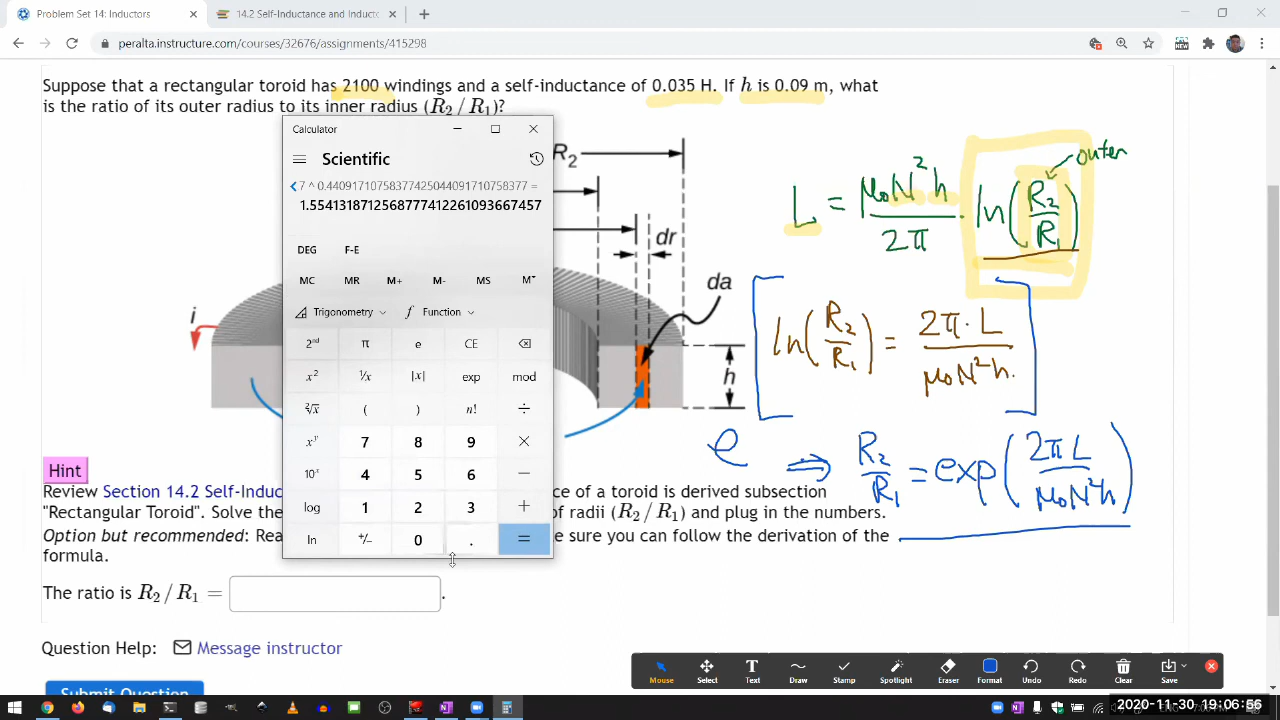 Problem Set 14: Inductors
14.2 Self-Inductance and Inducto
peralta.instructure.com/courses/32676/assignments/415298
NEW
Suppose that a rectangular toroid has 2100 windings and a self-inductance of 0.035 H. If h is 0.09 m, what
is the ratio of its outer radius to its inner radius (R2/R1)?
Calculator
Scientific
7 ^ 0.44091710758377425044091710758377 =
1.5541318712568777412261093667457
DEG
F-E
MC
MR
M+
M-
MS
M˅
Trigonometry
Function
2nd
π
e
CE
x²
¹/x
|x|
exp
mod
²√x
(
)
n!
÷
xʸ
7
8
9
×
10ˣ
4
5
6
−
log
1
2
3
+
ln
+/−
0
.
=
R2
dr
da
h
i
L = μ₀N²h / 2π · ln(R2/R1)
outer
ln(R2/R1) = 2π·L / μ₀N²h.
e ⇒ R2/R1 = exp(2πL / μ₀N²h)
Hint
Review Section 14.2 Self-Induc
ce of a toroid is derived subsection
"Rectangular Toroid". Solve the
of radii (R2/R1) and plug in the numbers.
Option but recommended: Rea
e sure you can follow the derivation of the
formula.
The ratio is R2/R1 =
.
Question Help: Message instructor
Submit Question
Mouse
Select
Text
Draw
Stamp
Spotlight
Eraser
Format
Undo
Redo
Clear
Save
2020-11-30 19:06:56